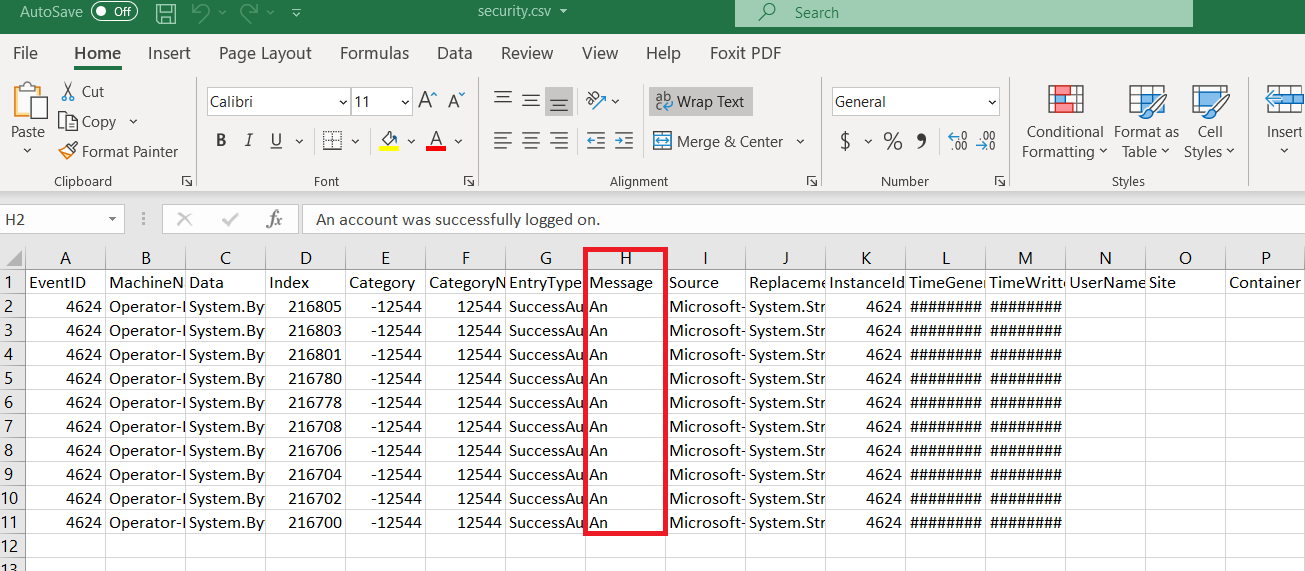 AutoSave Off security.csv Search
File Home Insert Page Layout Formulas Data Review View Help Foxit PDF
Paste
Cut
Copy
Format Painter
Clipboard
Calibri 11 A A
B I U A
Font
ab Wrap Text
Merge & Center
Alignment
General
$ % 9 .00 .00 .0
Number
Conditional Formatting
Format as Table
Cell Styles
Styles
Insert
H2 fx An account was successfully logged on.
A B C D E F G H I J K L M N O P
1 EventID MachineN Data Index Category CategoryN EntryType Message Source Replaceme InstanceId TimeGener TimeWritte UserName Site Container
2 4624 Operator-I System.By 216805 -12544 12544 SuccessAu An Microsoft- System.Str 4624 ######## ########
3 4624 Operator-I System.By 216803 -12544 12544 SuccessAu An Microsoft- System.Str 4624 ######## ########
4 4624 Operator-I System.By 216801 -12544 12544 SuccessAu An Microsoft- System.Str 4624 ######## ########
5 4624 Operator-I System.By 216780 -12544 12544 SuccessAu An Microsoft- System.Str 4624 ######## ########
6 4624 Operator-I System.By 216778 -12544 12544 SuccessAu An Microsoft- System.Str 4624 ######## ########
7 4624 Operator-I System.By 216708 -12544 12544 SuccessAu An Microsoft- System.Str 4624 ######## ########
8 4624 Operator-I System.By 216706 -12544 12544 SuccessAu An Microsoft- System.Str 4624 ######## ########
9 4624 Operator-I System.By 216704 -12544 12544 SuccessAu An Microsoft- System.Str 4624 ######## ########
10 4624 Operator-I System.By 216702 -12544 12544 SuccessAu An Microsoft- System.Str 4624 ######## ########
11 4624 Operator-I System.By 216700 -12544 12544 SuccessAu An Microsoft- System.Str 4624 ######## ########
12
13